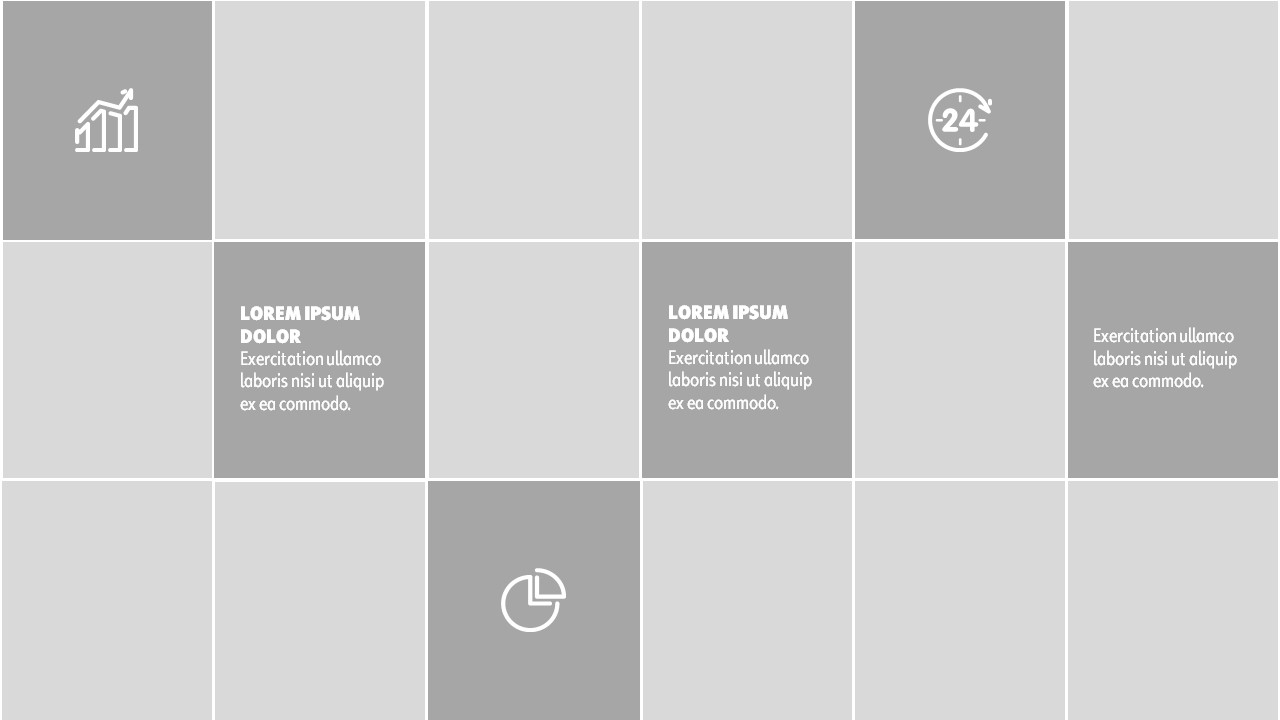 24
LOREM IPSUM
DOLOR
Exercitation ullamco
laboris nisi ut aliquip
ex ea commodo.
LOREM IPSUM
DOLOR
Exercitation ullamco
laboris nisi ut aliquip
ex ea commodo.
Exercitation ullamco
laboris nisi ut aliquip
ex ea commodo.